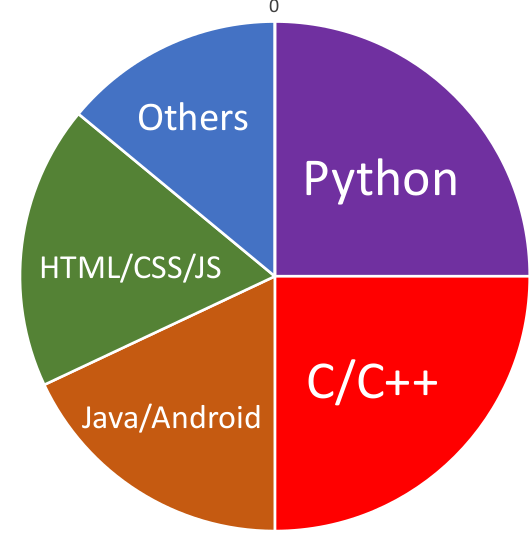 0
Others
Python
HTML/CSS/JS
C/C++
Java/Android